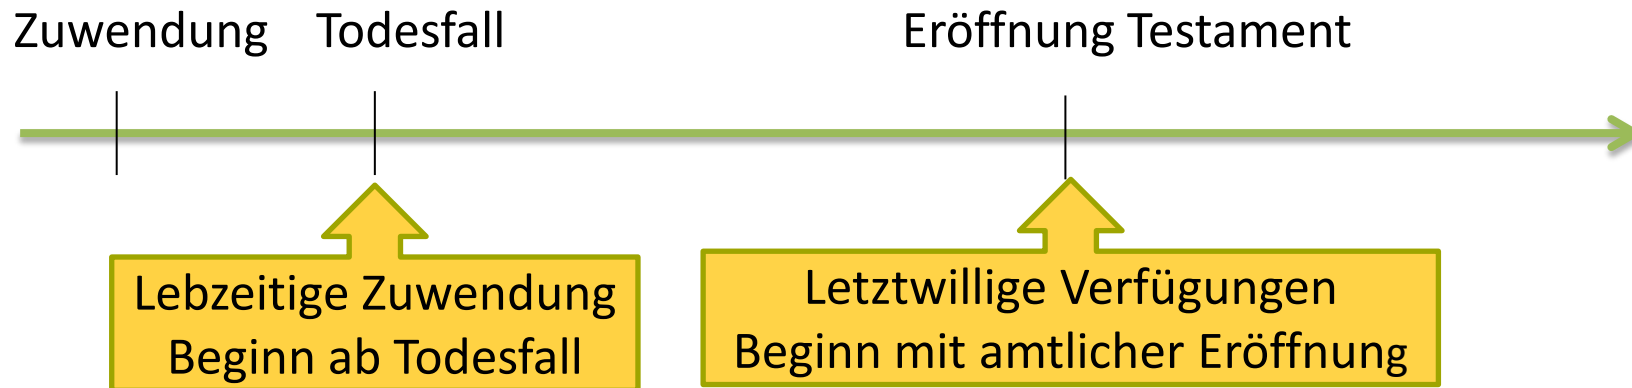 Zuwendung Todesfall Eröffnung Testament
Lebzeitige Zuwendung
Beginn ab Todesfall
Letztwillige Verfügungen
Beginn mit amtlicher Eröffnung